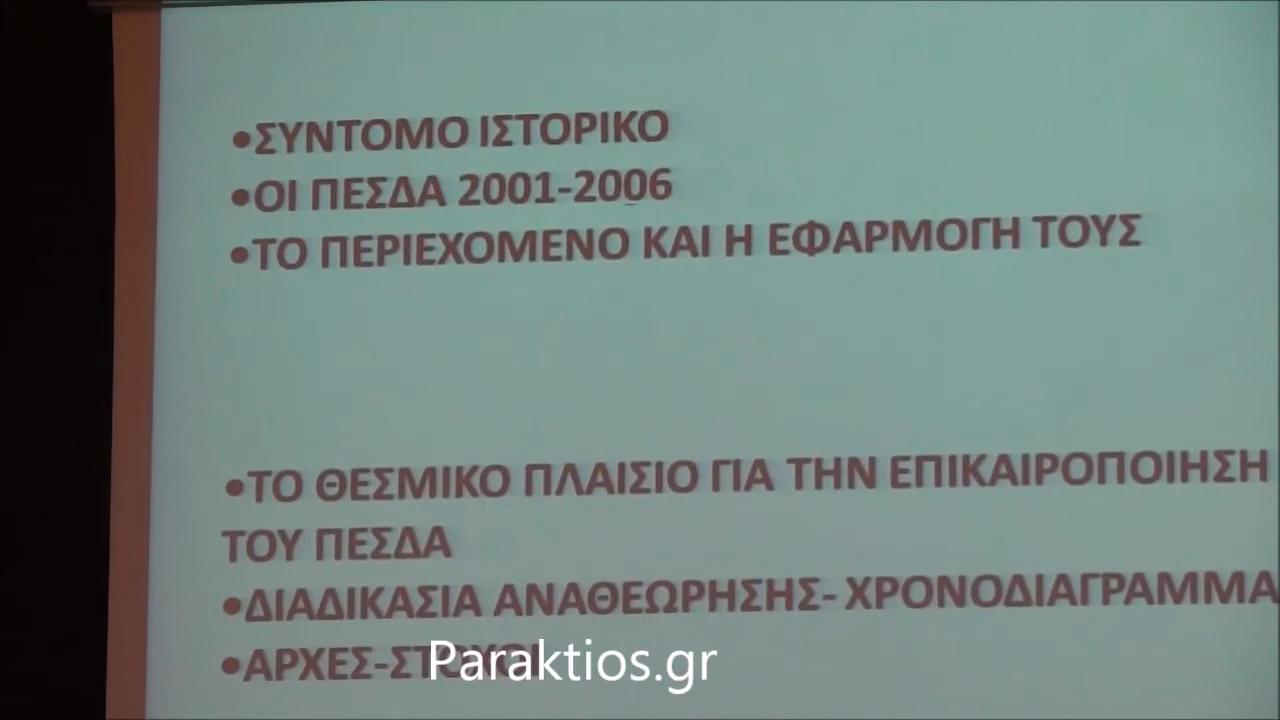 •ΣΥΝΤΟΜΟ ΙΣΤΟΡΙΚΟ
•ΟΙ ΠΕΣΔΑ 2001-2006
•ΤΟ ΠΕΡΙΕΧΟΜΕΝΟ ΚΑΙ Η ΕΦΑΡΜΟΓΗ ΤΟΥΣ
•ΤΟ ΘΕΣΜΙΚΟ ΠΛΑΙΣΙΟ ΓΙΑ ΤΗΝ ΕΠΙΚΑΙΡΟΠΟΙΗΣΗ
ΤΟΥ ΠΕΣΔΑ
•ΔΙΑΔΙΚΑΣΙΑ ΑΝΑΘΕΩΡΗΣΗΣ- ΧΡΟΝΟΔΙΑΓΡΑΜΜΑ
•ΑΡΧΕΣ-ΣΤΟΧΟΙ
Paraktios.gr